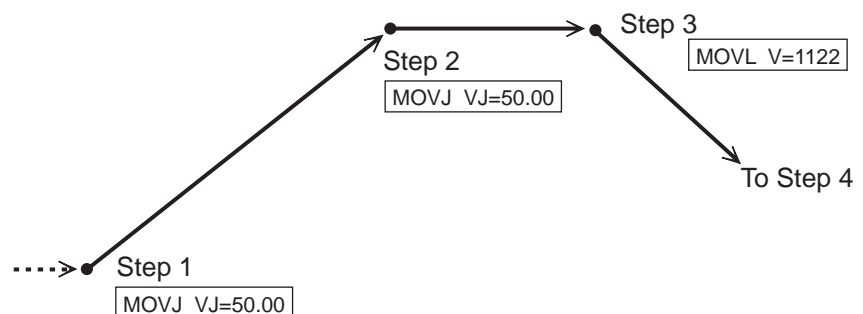 Step 3
MOVL V=1122
Step 2
MOVJ VJ=50.00
To Step 4
Step 1
MOVJ VJ=50.00